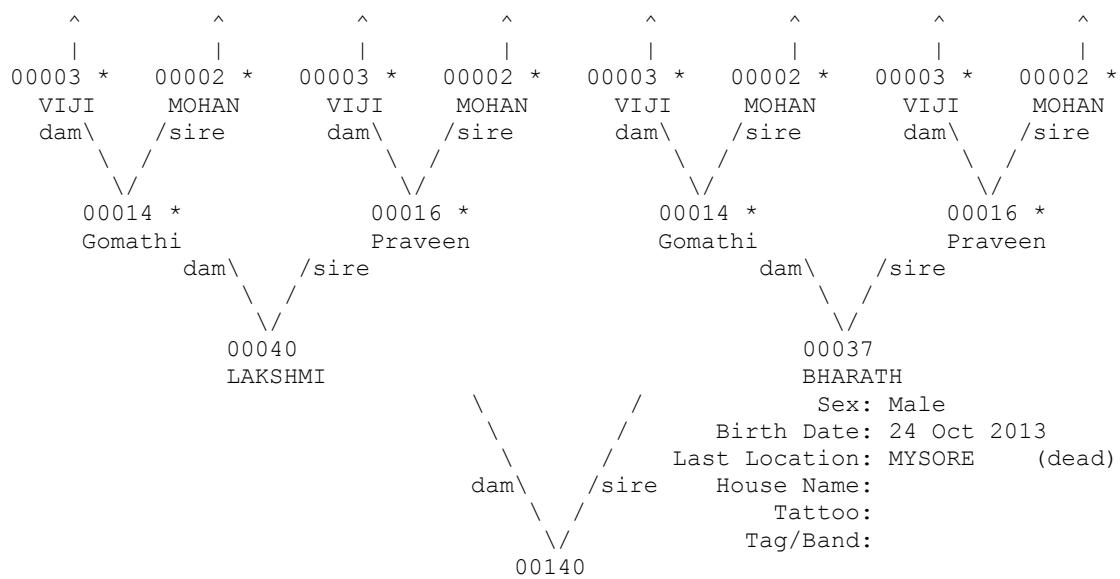 ^ ^ ^ ^ ^ ^ ^ ^
| | | | | | | |
00003 * 00002 * 00003 * 00002 * 00003 * 00002 * 00003 * 00002 *
VIJI MOHAN VIJI MOHAN VIJI MOHAN VIJI MOHAN
dam\ /sire dam\ /sire dam\ /sire dam\ /sire
\ / \ / \ / \ /
\/ \/ \/ \/
00014 * 00016 * 00014 * 00016 *
Gomathi Praveen Gomathi Praveen
dam\ /sire dam\ /sire
\ / \ /
\/ \/
00040 00037
LAKSHMI BHARATH
\ / Sex: Male
\ / Birth Date: 24 Oct 2013
\ / Last Location: MYSORE (dead)
dam\ /sire House Name:
\ / Tattoo:
\/ Tag/Band:
00140